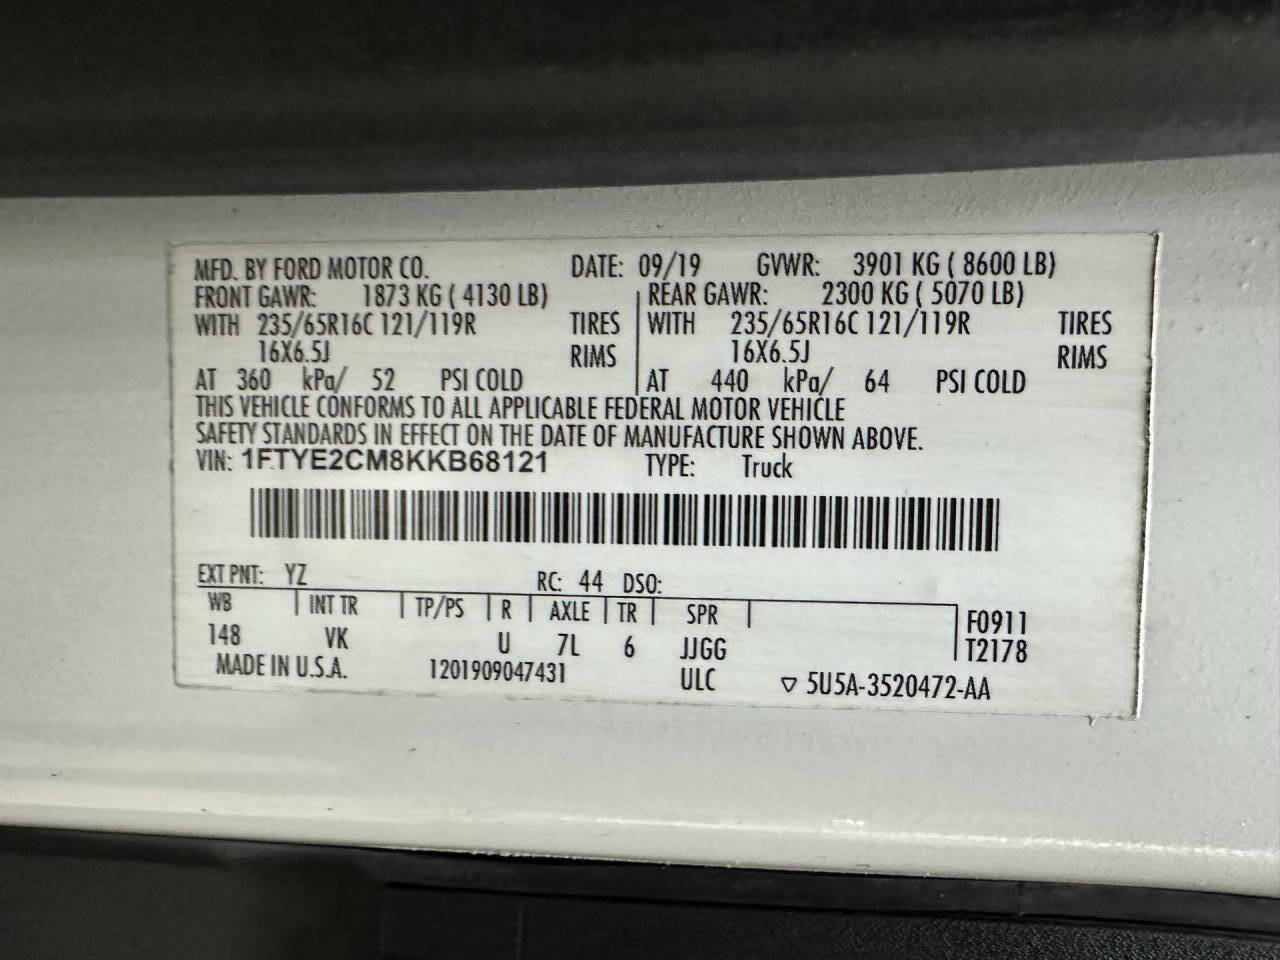 MFD. BY FORD MOTOR CO. DATE: 09/19 GVWR: 3901 KG ( 8600 LB)
FRONT GAWR: 1873 KG ( 4130 LB) REAR GAWR: 2300 KG ( 5070 LB)
WITH 235/65R16C 121/119R TIRES WITH 235/65R16C 121/119R TIRES
16X6.5J RIMS 16X6.5J RIMS
AT 360 kPa/ 52 PSI COLD AT 440 kPa/ 64 PSI COLD
THIS VEHICLE CONFORMS TO ALL APPLICABLE FEDERAL MOTOR VEHICLE
SAFETY STANDARDS IN EFFECT ON THE DATE OF MANUFACTURE SHOWN ABOVE.
VIN: 1FTYE2CM8KKB68121 TYPE: Truck
EXT PNT: YZ RC: 44 DSO:
WB INT TR TP/PS R AXLE TR SPR F0911
148 VK U 7L 6 JJGG T2178
MADE IN U.S.A. 1201909047431 ULC ▽ 5U5A-3520472-AA